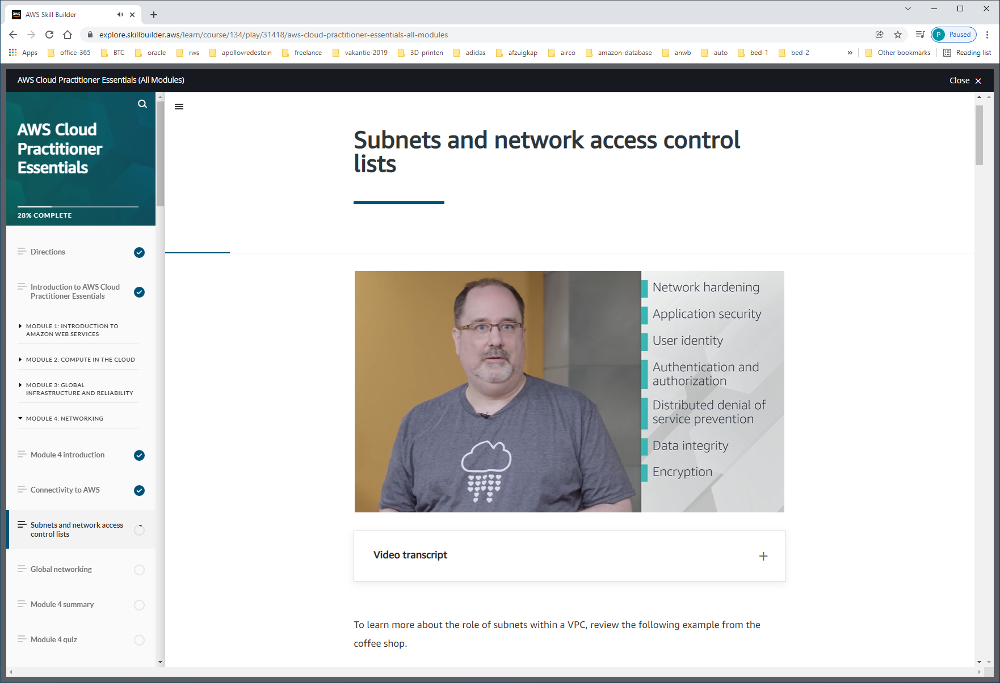 AWS Skill Builder
explore.skillbuilder.aws/learn/course/134/play/31418/aws-cloud-practitioner-essentials-all-modules
P Paused
Apps office-365 BTC oracle rws apollovredestein freelance vakantie-2019 3D-printen adidas afzuigkap airco amazon-database anwb auto bed-1 bed-2 » Other bookmarks Reading list
AWS Cloud Practitioner Essentials (All Modules)
Close
AWS Cloud
Practitioner
Essentials
28% COMPLETE
Directions
Introduction to AWS Cloud
Practitioner Essentials
MODULE 1: INTRODUCTION TO
AMAZON WEB SERVICES
MODULE 2: COMPUTE IN THE CLOUD
MODULE 3: GLOBAL
INFRASTRUCTURE AND RELIABILITY
MODULE 4: NETWORKING
Module 4 introduction
Connectivity to AWS
Subnets and network access
control lists
Global networking
Module 4 summary
Module 4 quiz
Subnets and network access control
lists
Network hardening
Application security
User identity
Authentication and
authorization
Distributed denial of
service prevention
Data integrity
Encryption
Video transcript
To learn more about the role of subnets within a VPC, review the following example from the
coffee shop.